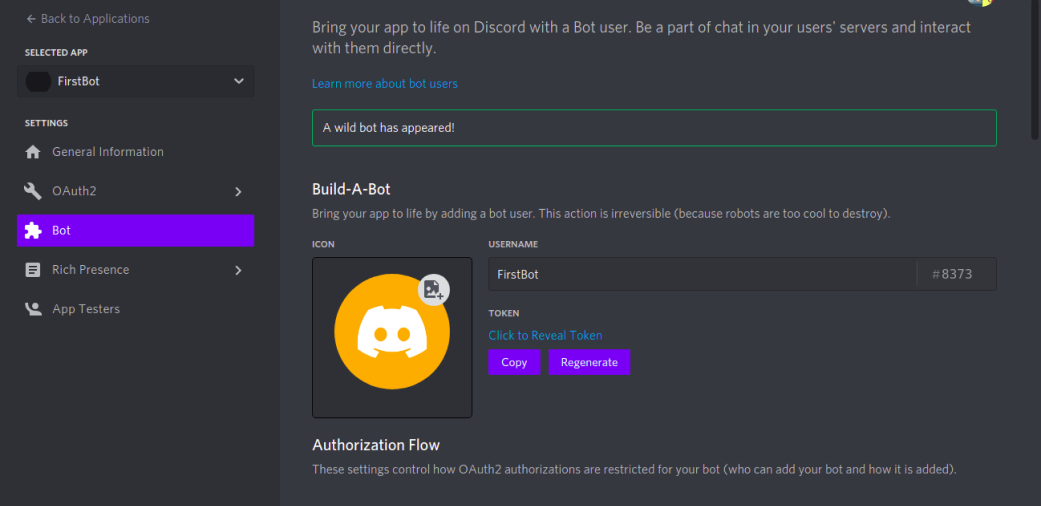 ← Back to Applications
SELECTED APP
FirstBot
SETTINGS
General Information
OAuth2
Bot
Rich Presence
App Testers
Bring your app to life on Discord with a Bot user. Be a part of chat in your users' servers and interact
with them directly.
Learn more about bot users
A wild bot has appeared!
Build-A-Bot
Bring your app to life by adding a bot user. This action is irreversible (because robots are too cool to destroy).
ICON
USERNAME
FirstBot #8373
TOKEN
Click to Reveal Token
Copy Regenerate
Authorization Flow
These settings control how OAuth2 authorizations are restricted for your bot (who can add your bot and how it is added).